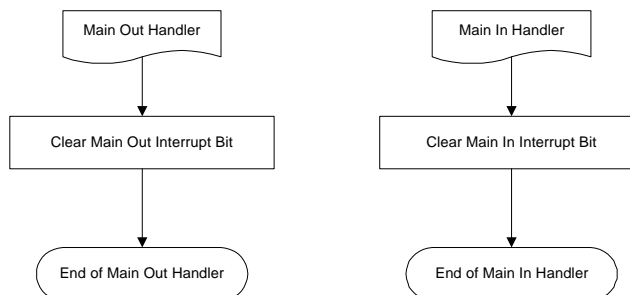 Main Out Handler
Clear Main Out Interrupt Bit
End of Main Out Handler
Main In Handler
Clear Main In Interrupt Bit
End of Main In Handler